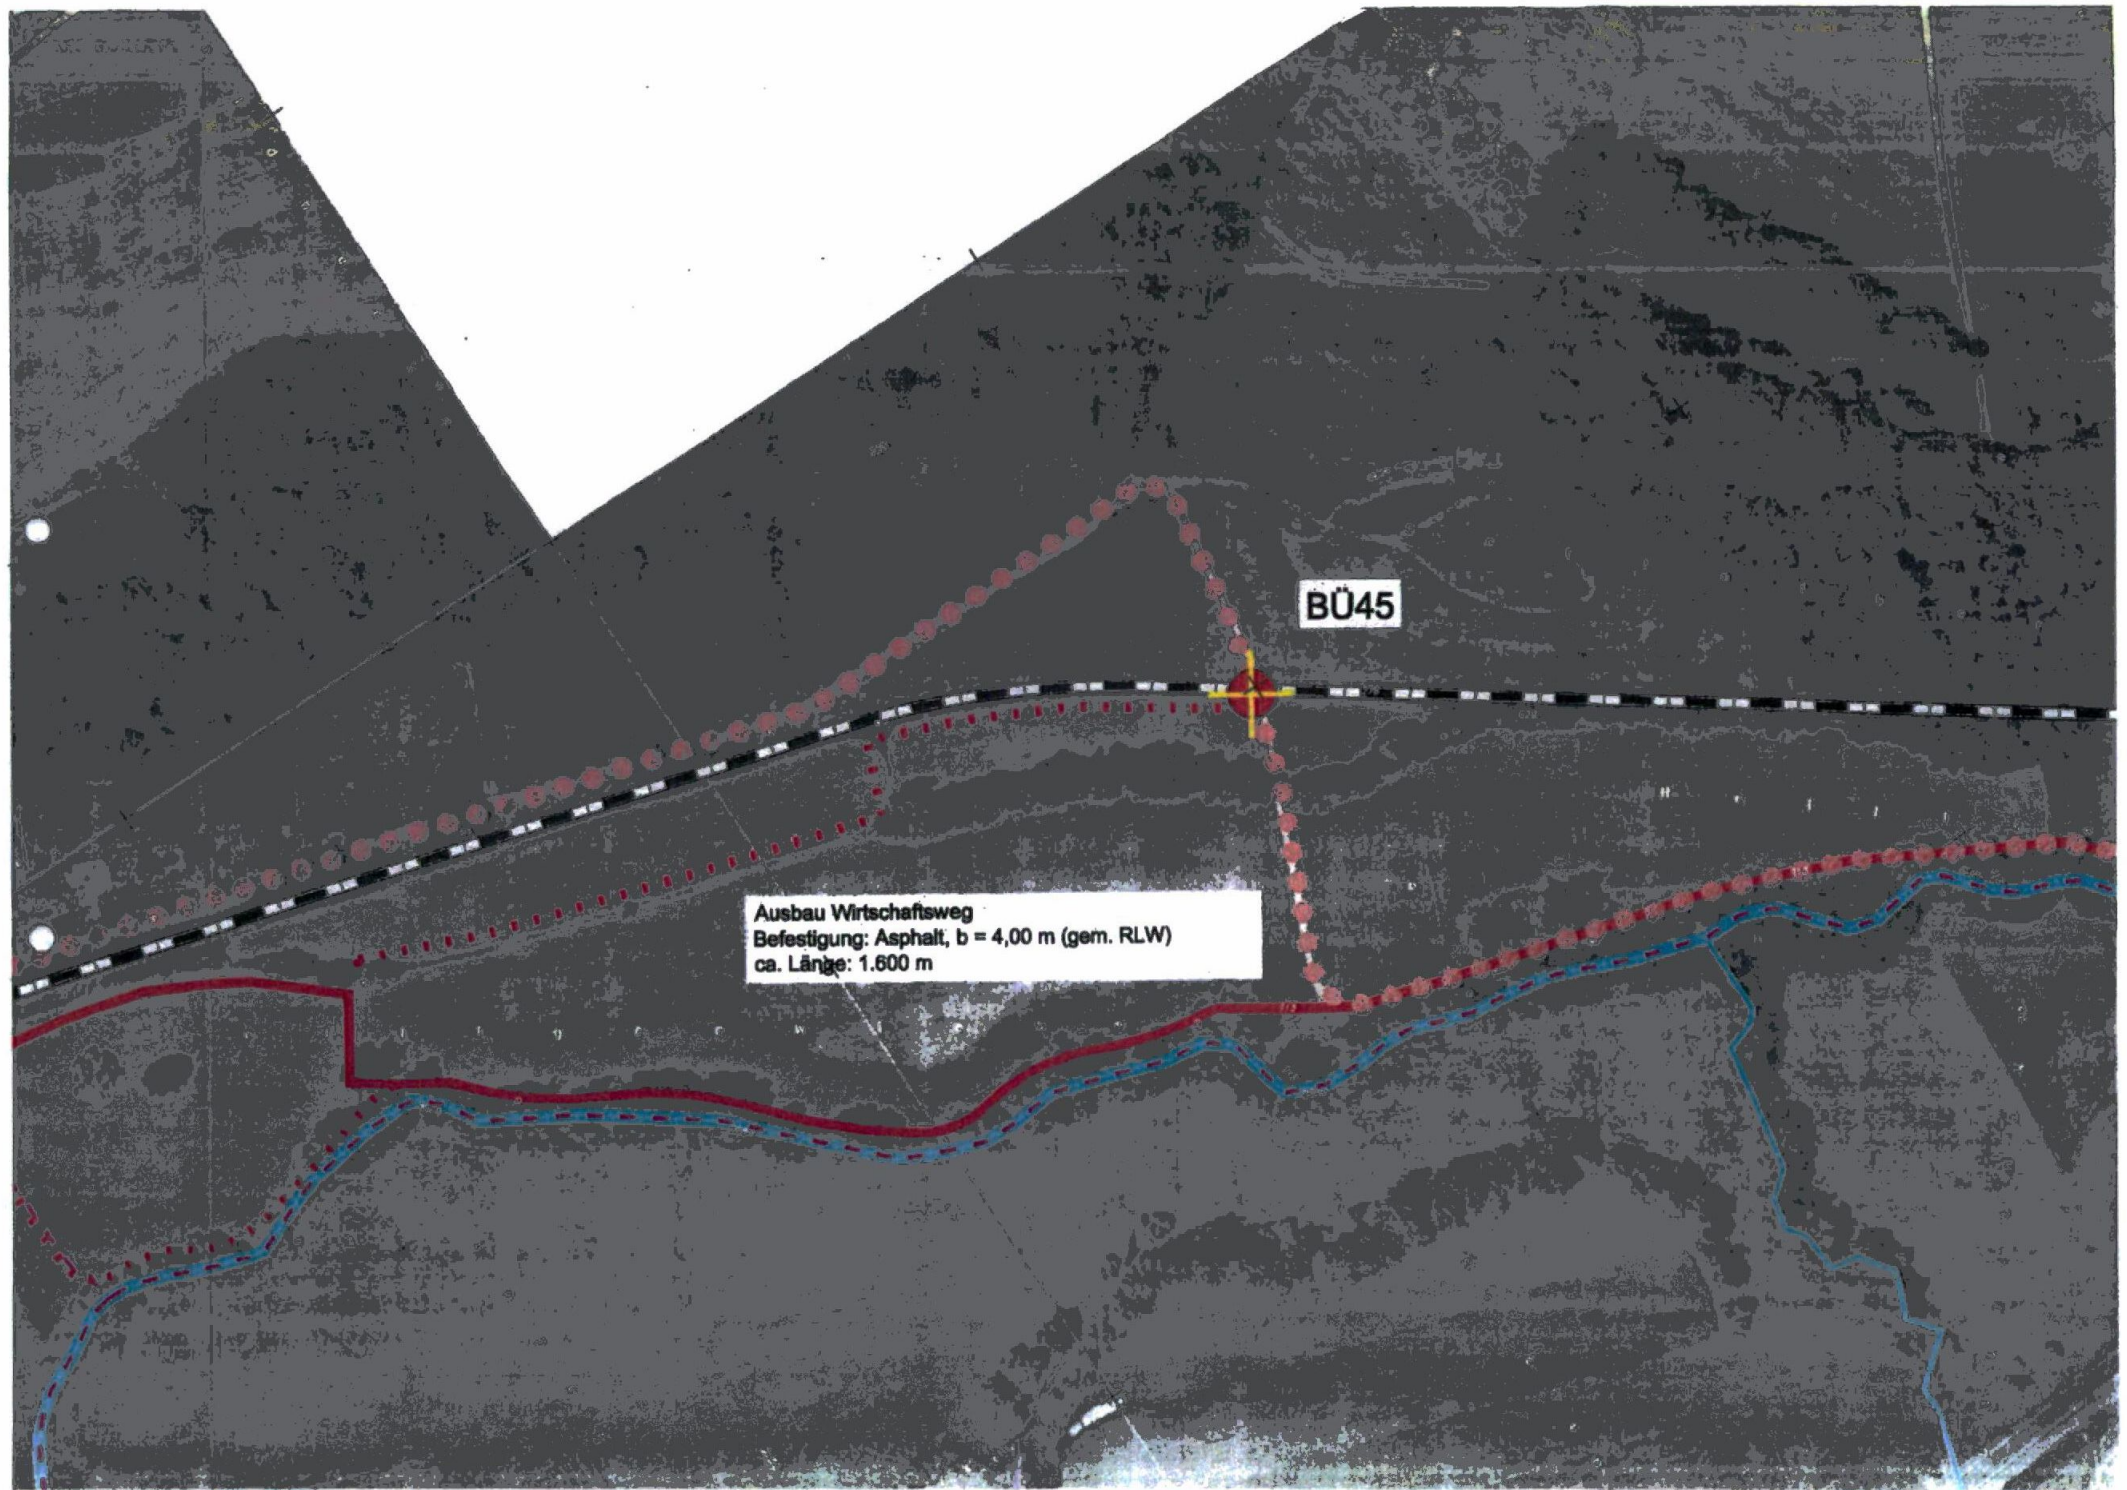 BÜ45
Ausbau Wirtschaftsweg
Befestigung: Asphalt, b = 4,00 m (gem. RLW)
ca. Länge: 1.600 m